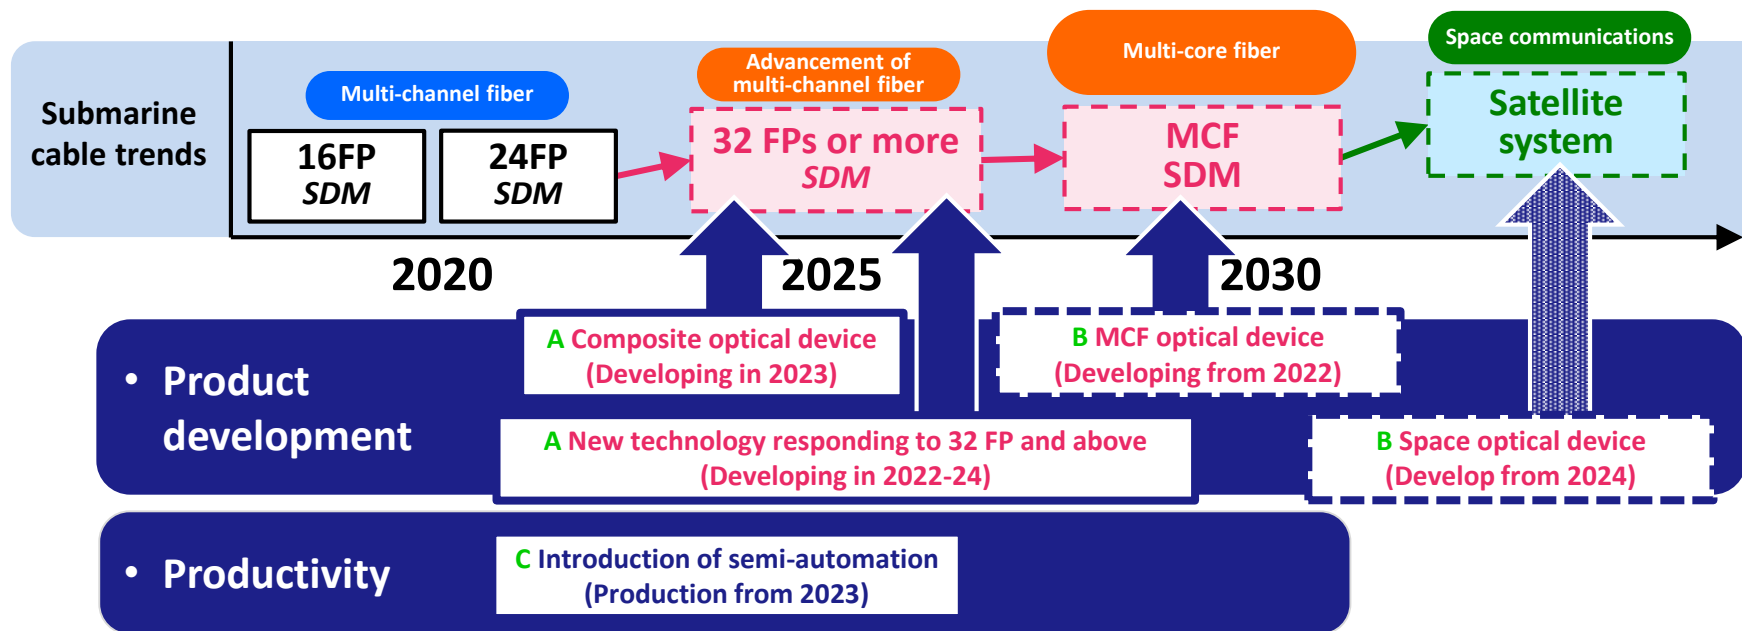 Submarine
cable trends
Multi-channel fiber
16FP
SDM
24FP
SDM
Advancement of
multi-channel fiber
32 FPs or more
SDM
Multi-core fiber
MCF
SDM
Space communications
Satellite
system
2020
2025
2030
• Product
development
A Composite optical device
(Developing in 2023)
B MCF optical device
(Developing from 2022)
A New technology responding to 32 FP and above
(Developing in 2022-24)
B Space optical device
(Develop from 2024)
• Productivity
C Introduction of semi-automation
(Production from 2023)